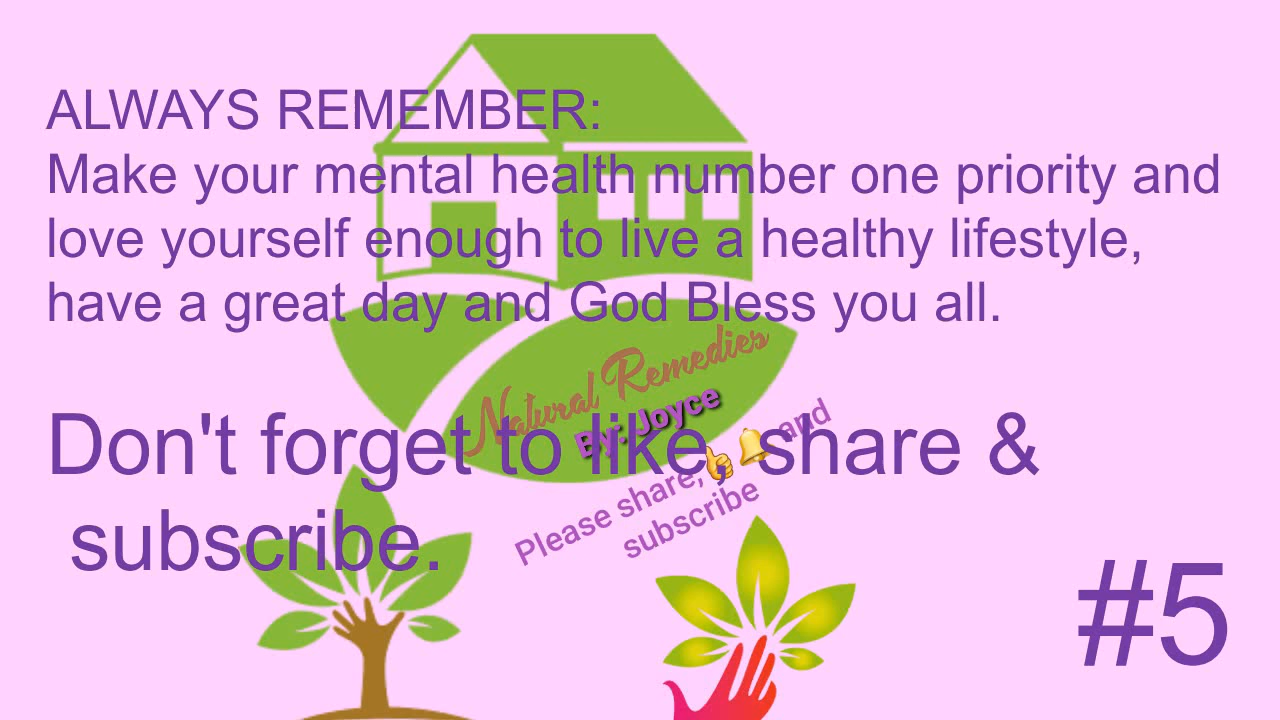 ALWAYS REMEMBER:
Make your mental health number one priority and
love yourself enough to live a healthy lifestyle,
have a great day and God Bless you all.
Natural Remedies
By: Joyce
Don't forget to like, share &
subscribe.
Please share, 👍🔔 and
subscribe
#5